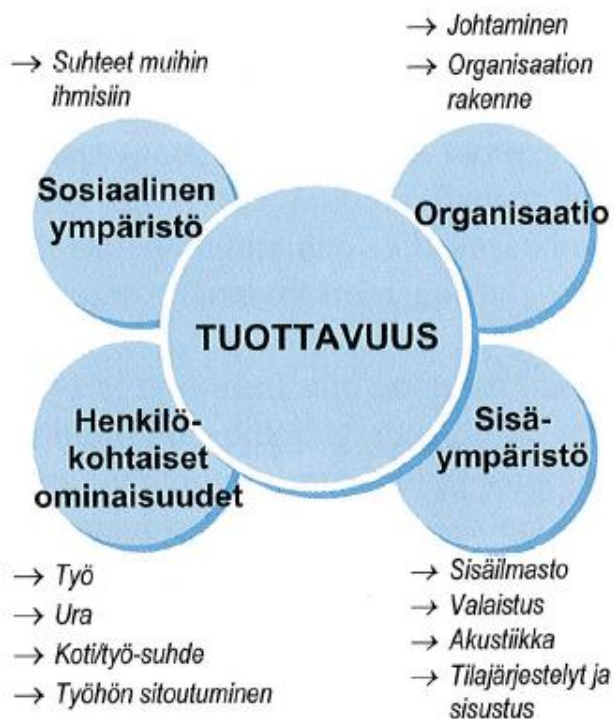 → Suhteet muihin
ihmisiin
→ Johtaminen
→ Organisaation
rakenne
Sosiaalinen
ympäristö
Organisaatio
TUOTTAVUUS
Henkilö-
kohtaiset
ominaisuudet
Sisä-
ympäristö
→ Työ
→ Ura
→ Koti/työ-suhde
→ Työhön sitoutuminen
→ Sisäilmasto
→ Valaistus
→ Akustiikka
→ Tilajärjestelyt ja
sisustus